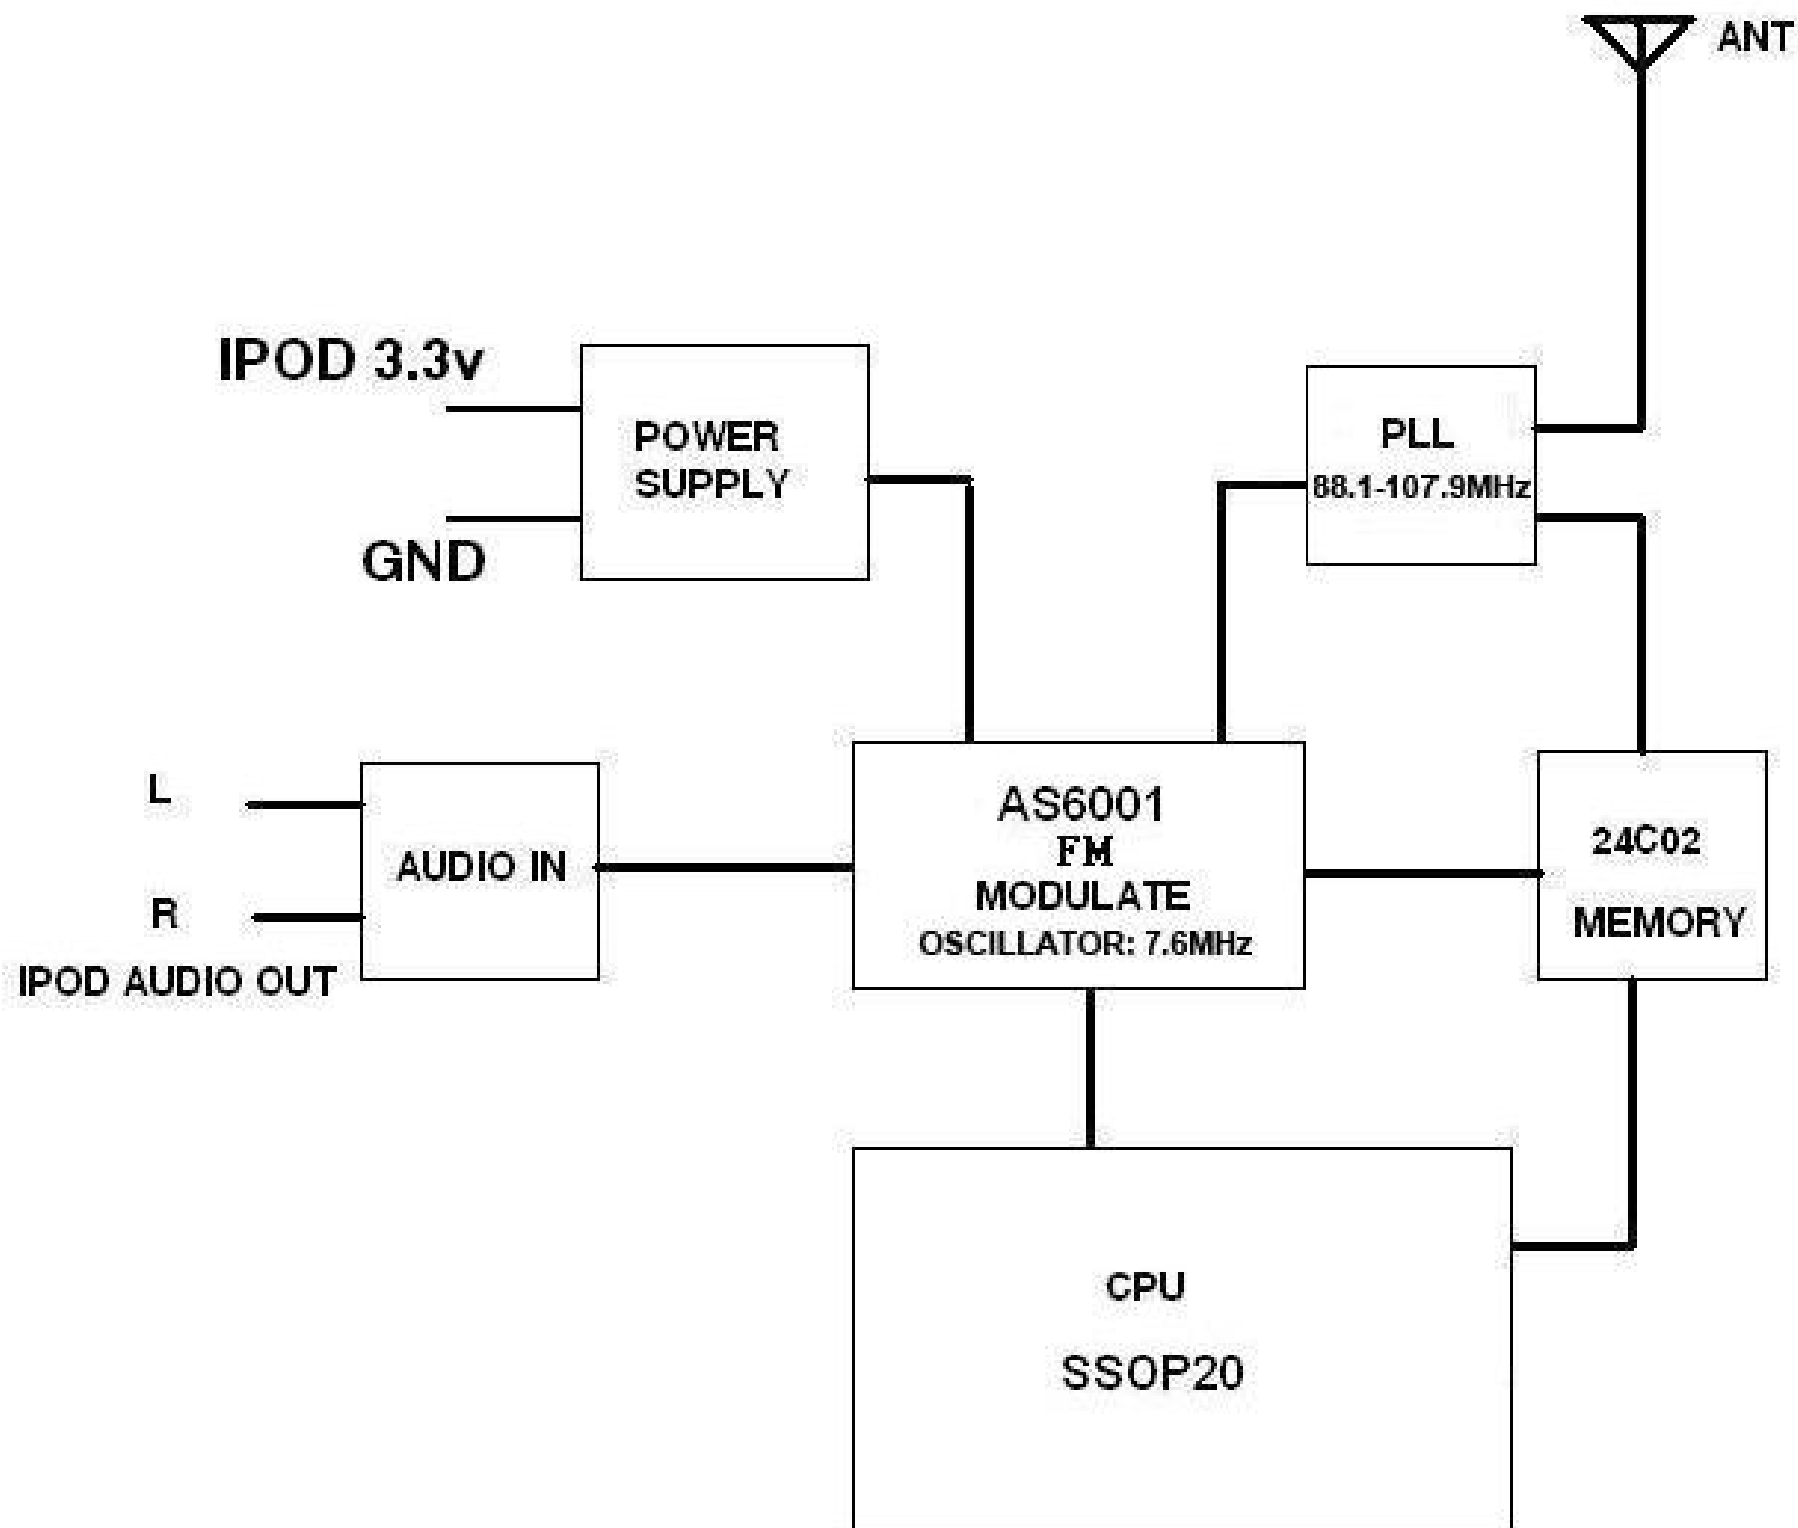 ANT
IPOD 3.3v
POWER
SUPPLY
GND
PLL
88.1-107.9MHz
L
AUDIO IN
R
IPOD AUDIO OUT
AS6001
FM
MODULATE
OSCILLATOR: 7.6MHz
24C02
MEMORY
CPU
SSOP20